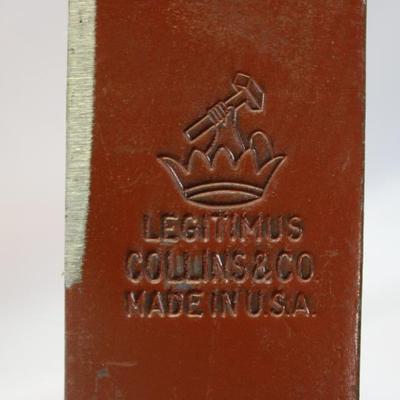 LEGITIMUS
COLLINS & CO.
MADE IN U.S.A.